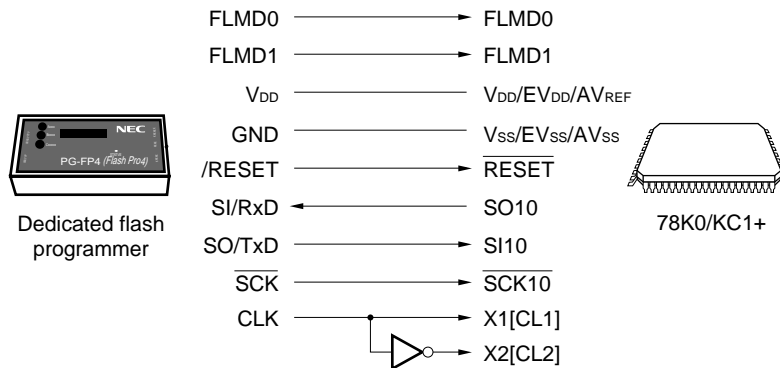 FLMD0 FLMD0
FLMD1 FLMD1
VDD VDD/EVDD/AVREF
GND VSS/EVSS/AVSS
/RESET RESET
SI/RxD SO10
SO/TxD SI10
SCK SCK10
CLK X1[CL1]
X2[CL2]
NEC
PG-FP4 (Flash Pro4)
Dedicated flash
programmer
78K0/KC1+